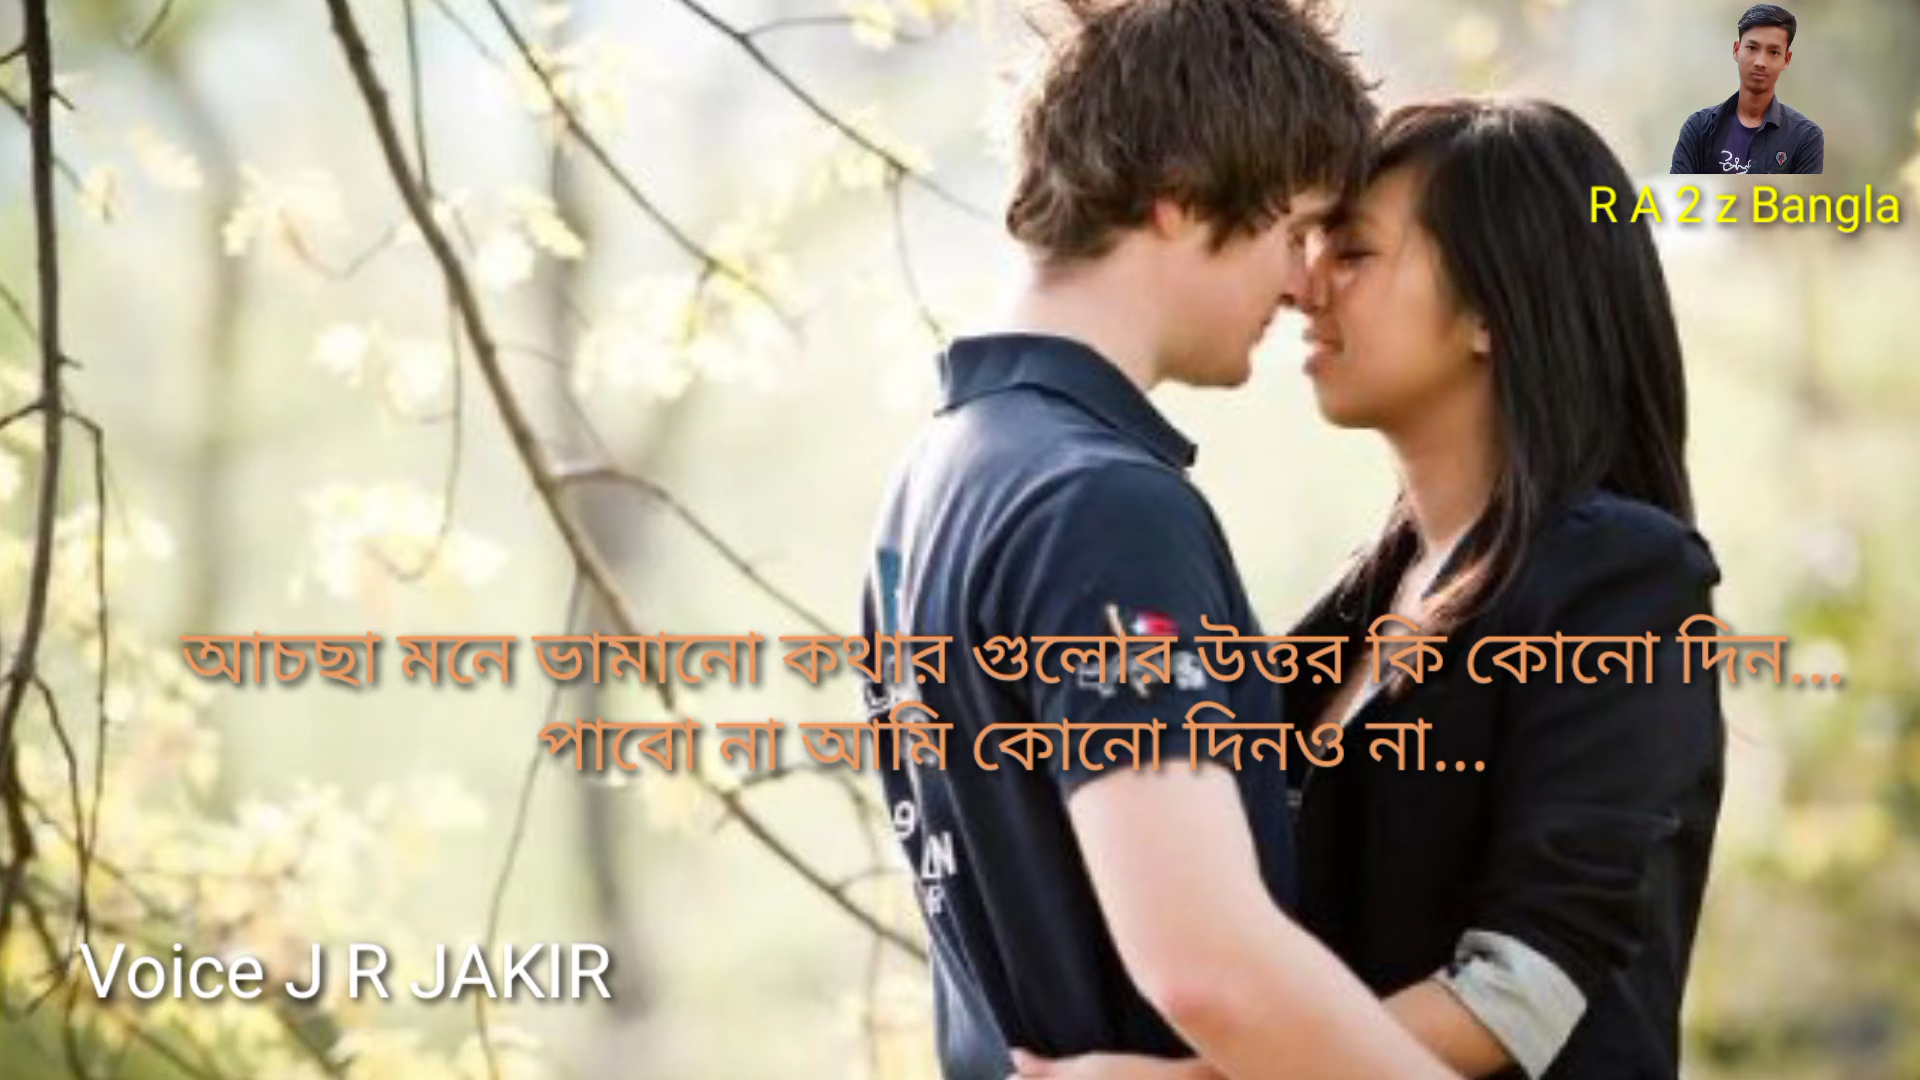 R A 2 z Bangla
আচছা মনে ভামানো কথার গুলোর উত্তর কি কোনো দিন...
পাবো না আমি কোনো দিনও না...
Voice J R JAKIR